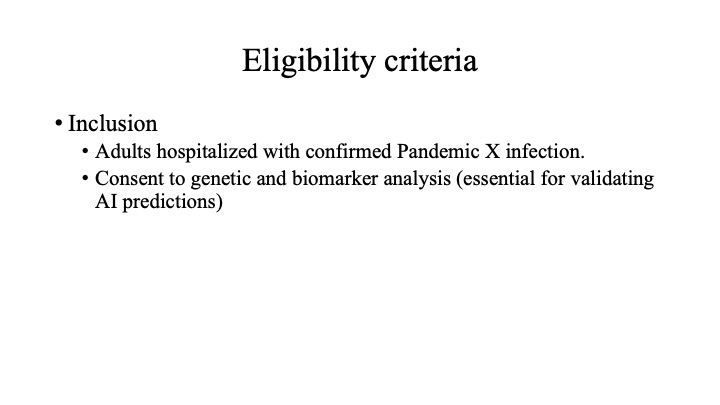 Eligibility criteria
• Inclusion
• Adults hospitalized with confirmed Pandemic X infection.
• Consent to genetic and biomarker analysis (essential for validating
AI predictions)